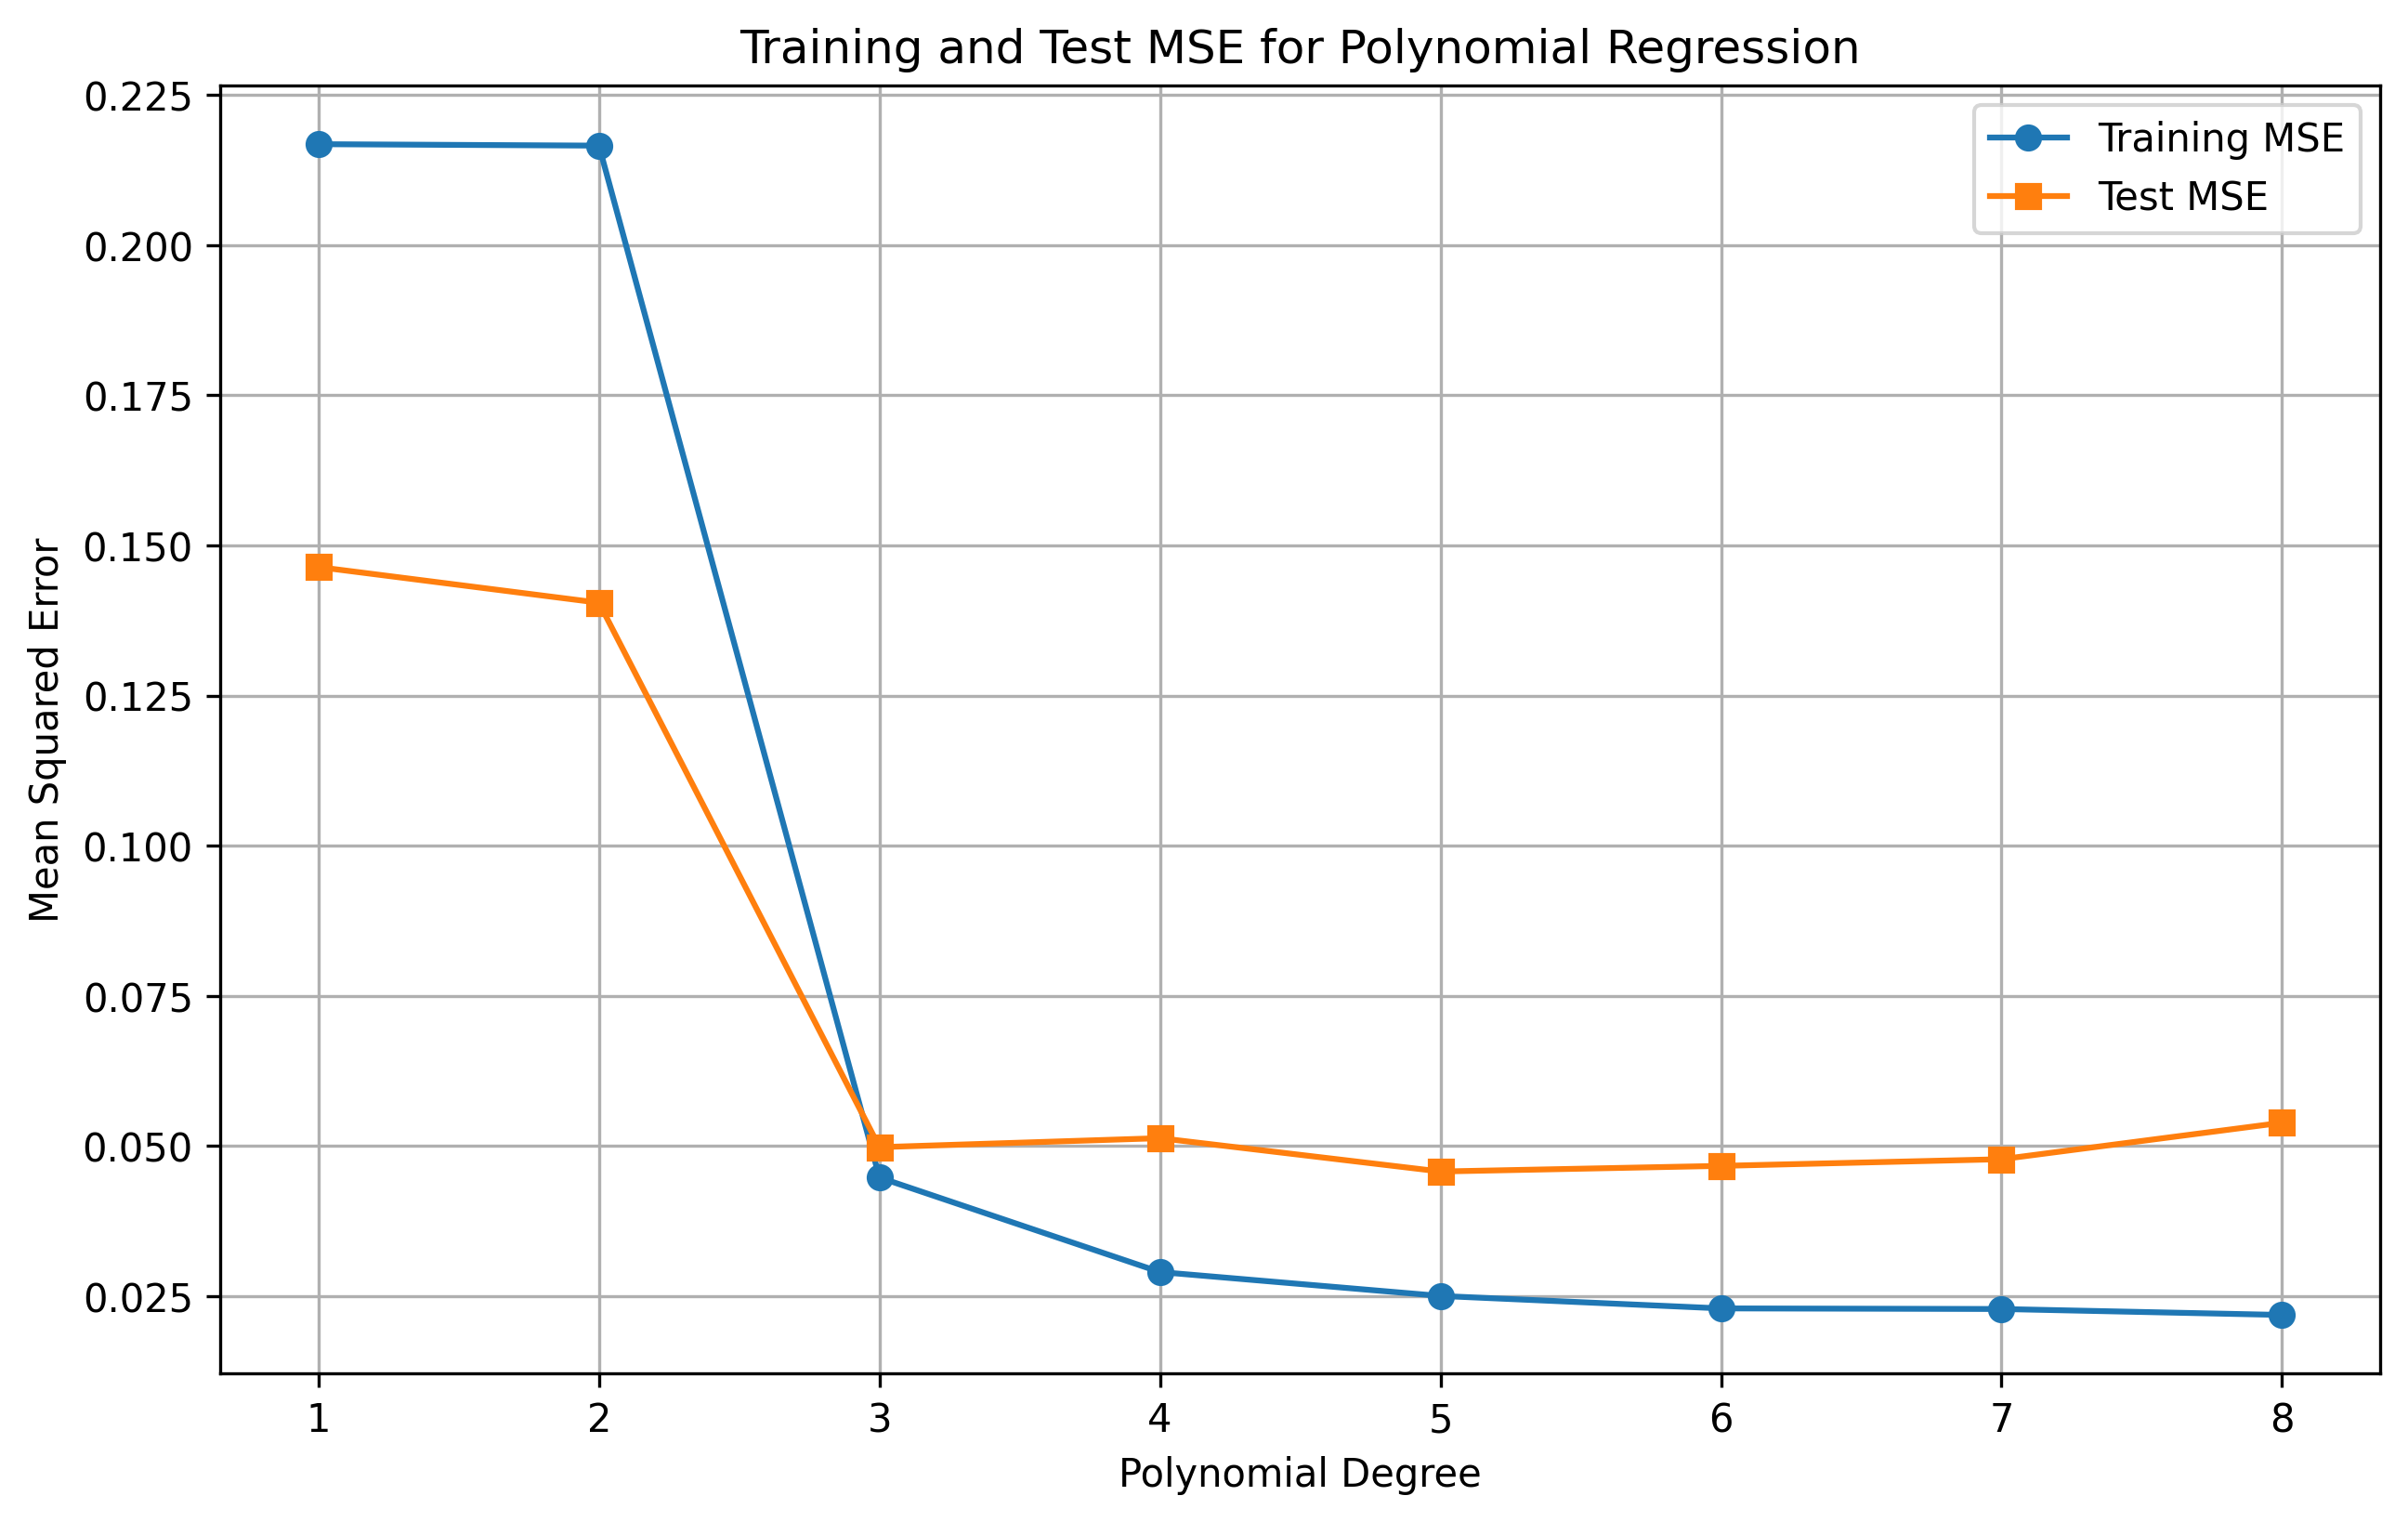 Training and Test MSE for Polynomial Regression
Training MSE
Test MSE
Mean Squared Error
0.225
0.200
0.175
0.150
0.125
0.100
0.075
0.050
0.025
1 2 3 4 5 6 7 8
Polynomial Degree